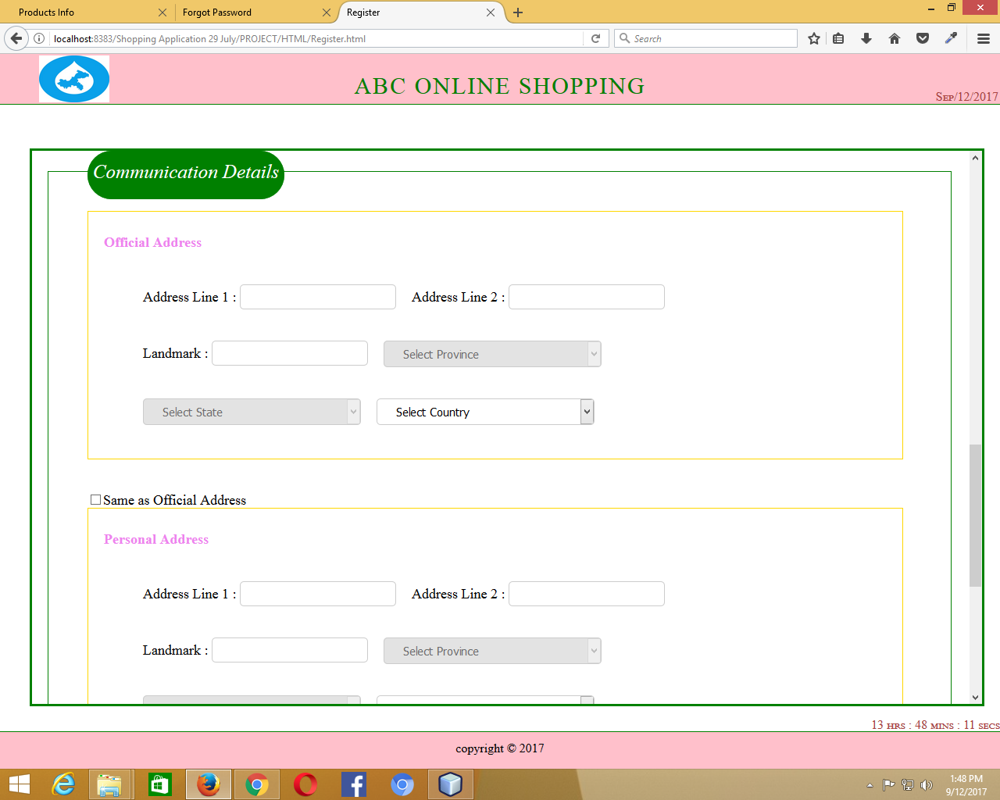 Products Info
Forgot Password
Register
localhost:8383/Shopping Application 29 July/PROJECT/HTML/Register.html
Search
ABC ONLINE SHOPPING
Sep/12/2017
Communication Details
Official Address
Address Line 1 :
Address Line 2 :
Landmark :
Select Province
Select State
Select Country
Same as Official Address
Personal Address
Address Line 1 :
Address Line 2 :
Landmark :
Select Province
13 hrs : 48 mins : 11 secs
copyright © 2017
1:48 PM
9/12/2017